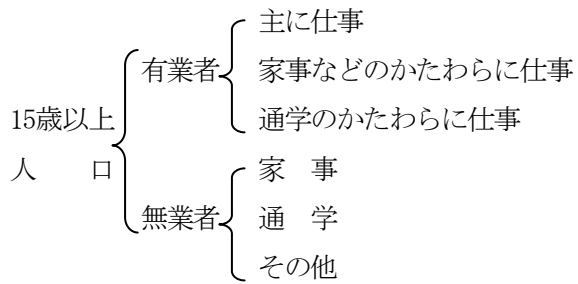 15歳以上
人　　口
有業者
主に仕事
家事などのかたわらに仕事
通学のかたわらに仕事
無業者
家　事
通　学
その他